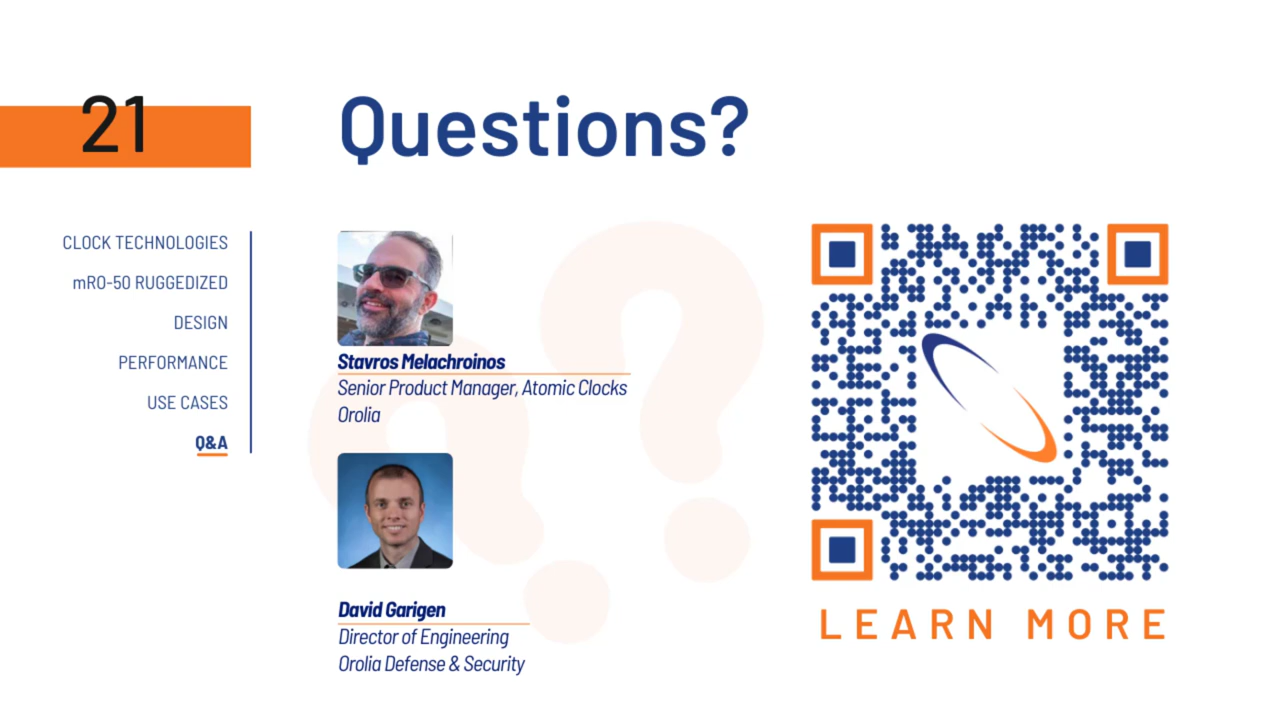 21
Questions?
CLOCK TECHNOLOGIES
mRO-50 RUGGEDIZED
DESIGN
PERFORMANCE
USE CASES
Q&A
Stavros Melachroinos
Senior Product Manager, Atomic Clocks
Orolia
David Garigen
Director of Engineering
Orolia Defense & Security
LEARN MORE